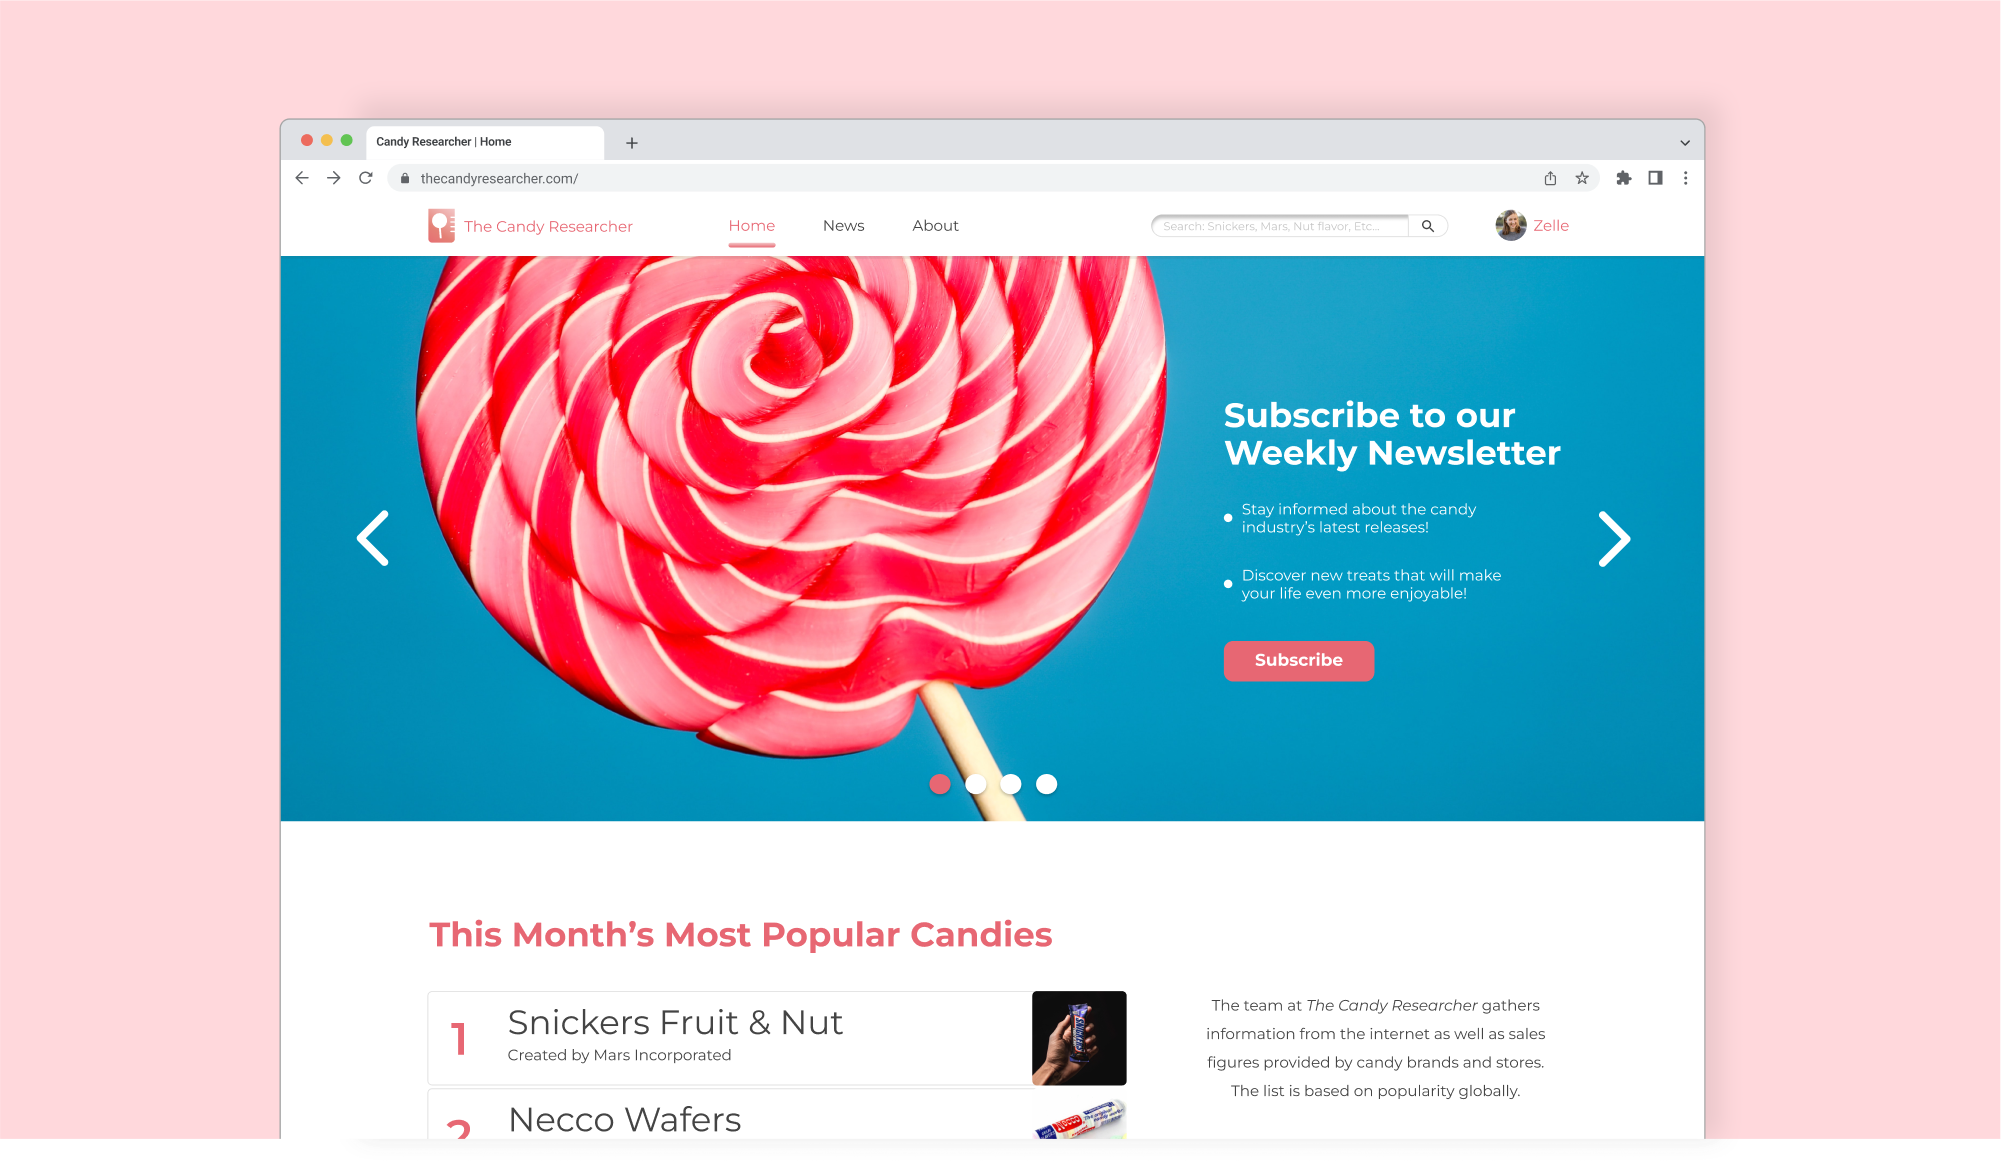 Candy Researcher | Home
thecandyresearcher.com/
The Candy Researcher
Home
News
About
Search: Snickers, Mars, Nut flavor, Etc...
Zelle
Subscribe to our
Weekly Newsletter
Stay informed about the candy
industry's latest releases!
Discover new treats that will make
your life even more enjoyable!
Subscribe
This Month's Most Popular Candies
1
Snickers Fruit & Nut
Created by Mars Incorporated
SNICKERS
2
Necco Wafers
Necco
The team at The Candy Researcher gathers
information from the internet as well as sales
figures provided by candy brands and stores.
The list is based on popularity globally.